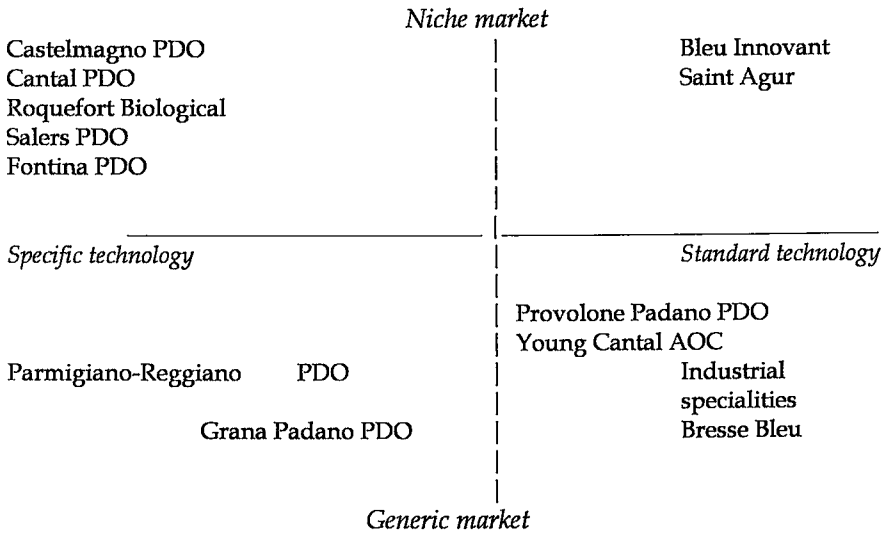 Niche market
Castelmagno PDO
Cantal PDO
Roquefort Biological
Salers PDO
Fontina PDO
Bleu Innovant
Saint Agur
Specific technology
Standard technology
Provolone Padano PDO
Young Cantal AOC
Parmigiano-Reggiano PDO
Grana Padano PDO
Industrial
specialities
Bresse Bleu
Generic market